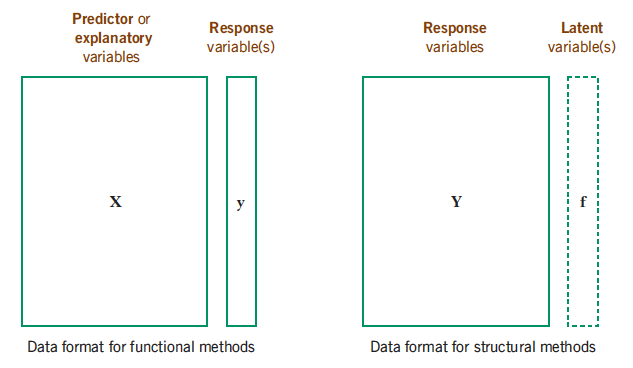 Predictor or
explanatory
variables
Response
variable(s)
X
y
Data format for functional methods
Response
variables
Latent
variable(s)
Y
f
Data format for structural methods